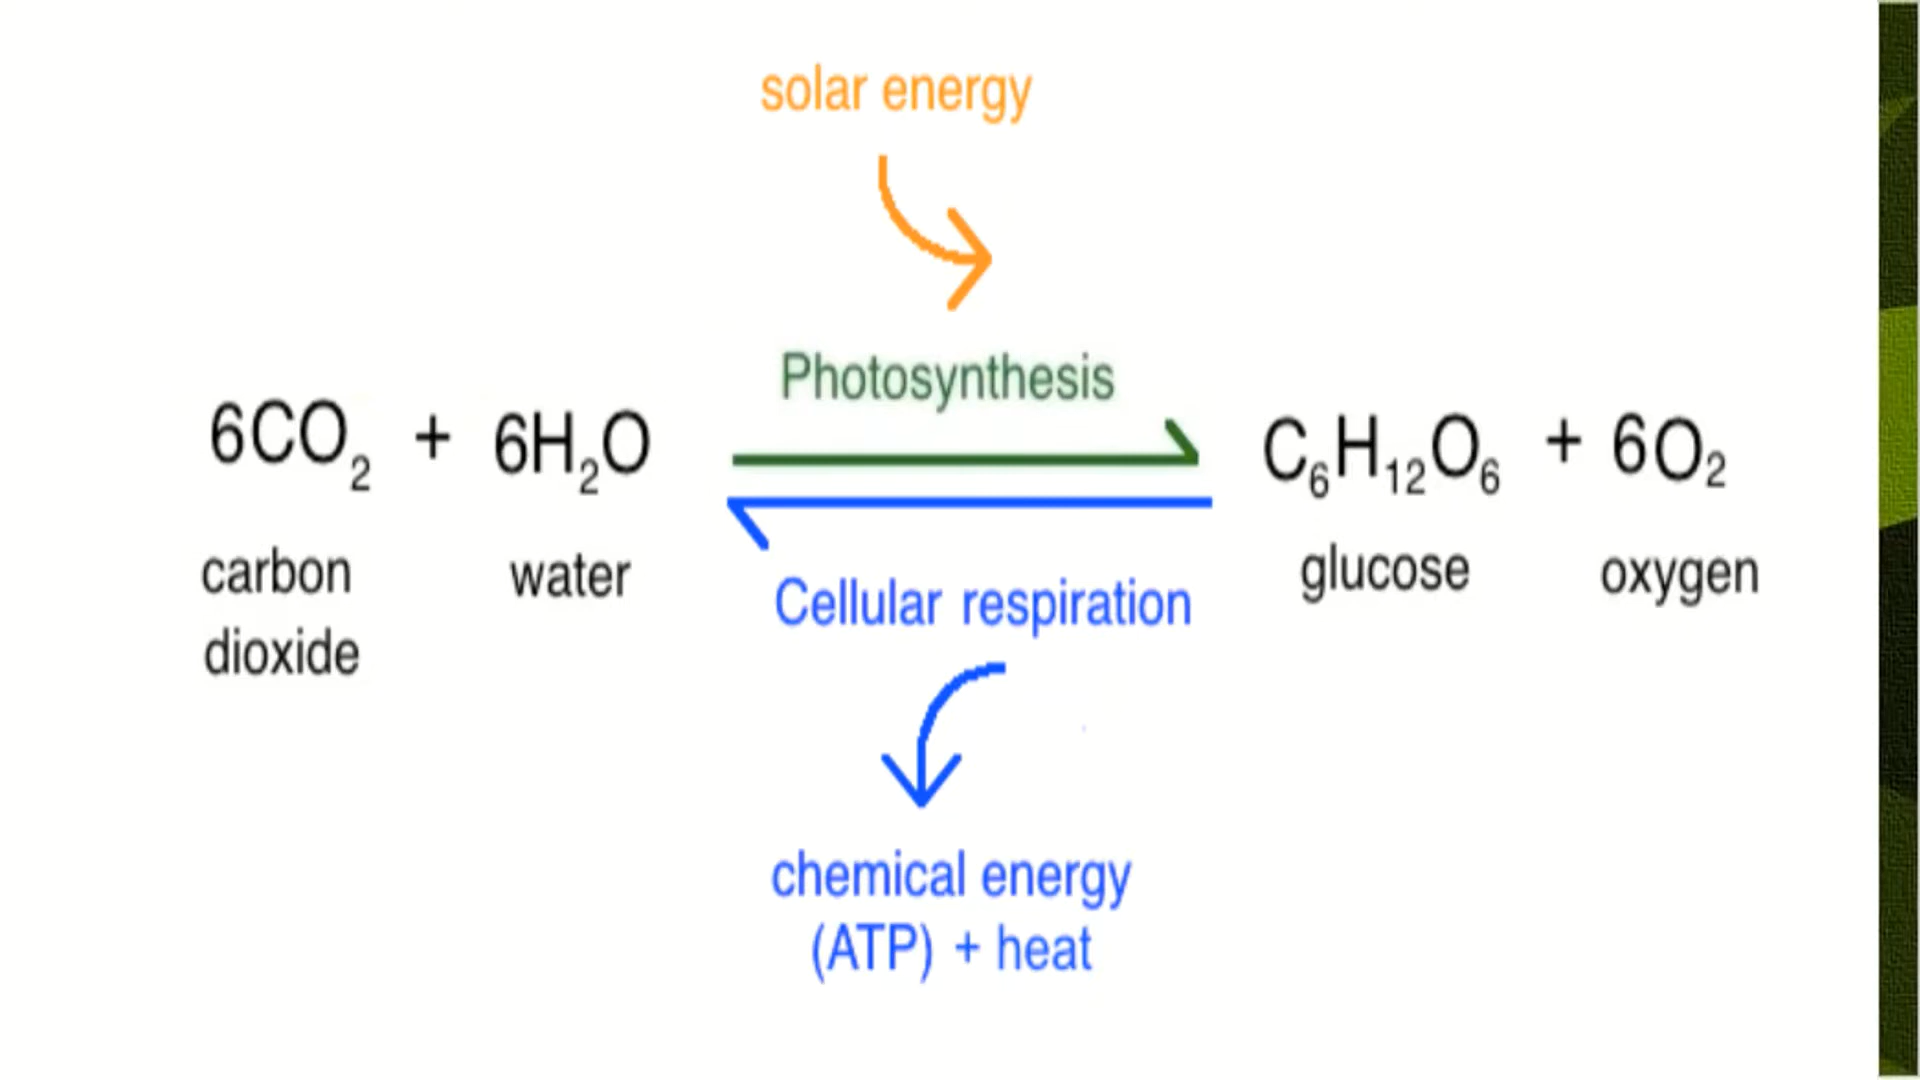 solar energy
Photosynthesis
6CO₂ + 6H₂O C₆H₁₂O₆ + 6O₂
carbon dioxide
water
glucose
oxygen
Cellular respiration
chemical energy
(ATP) + heat